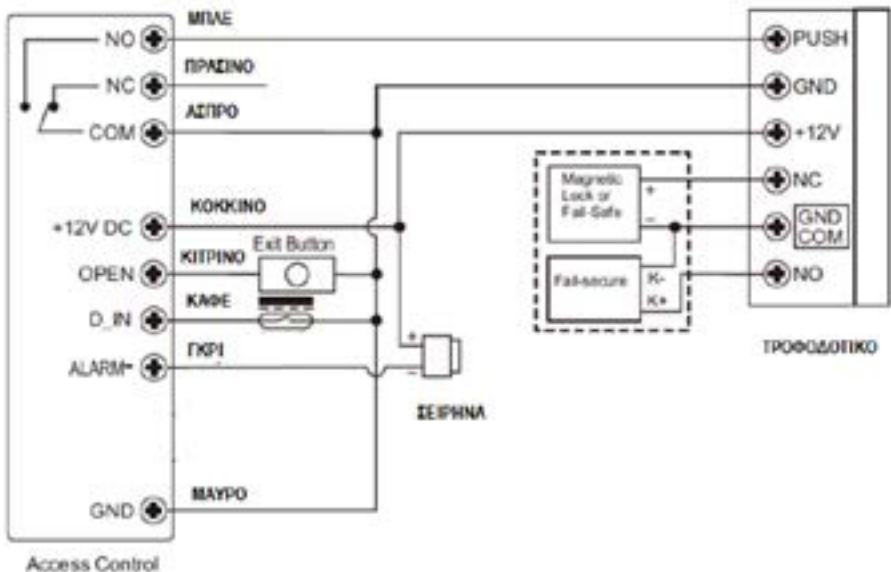 ΜΠΛΕ
NO
PUSH
ΠΡΑΣΙΝΟ
NC
GND
ΑΣΠΡΟ
COM
+12V
Magnetic
Lock or
Fail-Safe
+
−
NC
ΚΟΚΚΙΝΟ
+12V DC
GND
COM
ΚΙΤΡΙΝΟ
Exit Button
OPEN
Fail-secure
K-
K+
NO
ΚΑΦΕ
D_IN
ΓΚΡΙ
ALARM-
+
−
ΤΡΟΦΟΔΟΤΙΚΟ
ΣΕΙΡΗΝΑ
ΜΑΥΡΟ
GND
Access Control